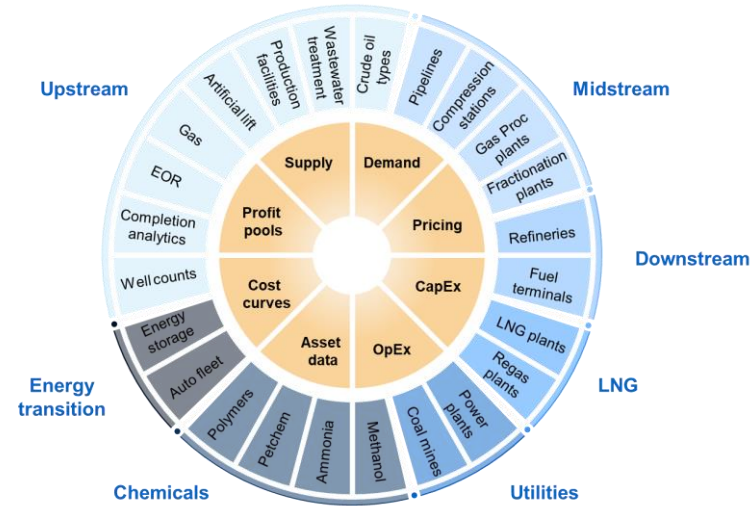 Upstream
Midstream
Downstream
LNG
Utilities
Chemicals
Energy
transition
Well counts
Completion
analytics
EOR
Gas
Artificial lift
Production
facilities
Wastewater
treatment
Crude oil
types
Pipelines
Compression
stations
Gas Proc
plants
Fractionation
plants
Refineries
Fuel
terminals
LNG plants
Regas
plants
Power
plants
Coal mines
Methanol
Ammonia
Petchem
Polymers
Auto fleet
Energy
storage
Supply
Demand
Pricing
CapEx
OpEx
Asset
data
Cost
curves
Profit
pools